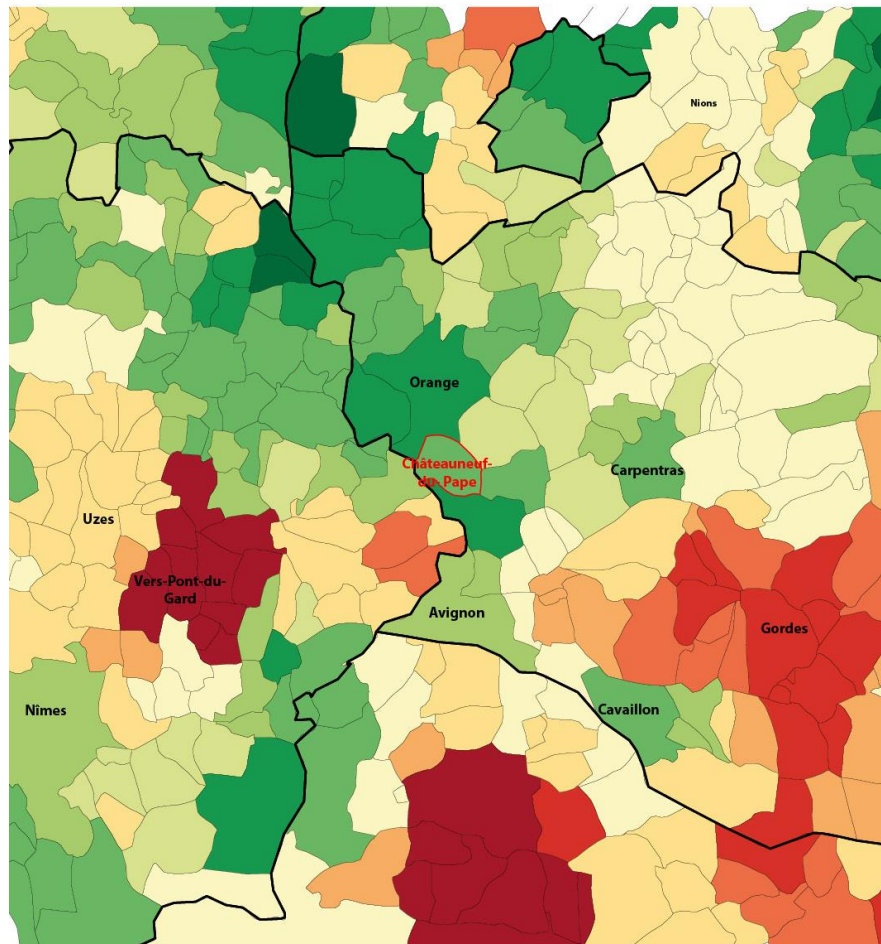 Nions
Orange
Châteauneuf-
du-Pape
Carpentras
Uzes
Vers-Pont-du-
Gard
Avignon
Gordes
Nîmes
Cavaillon